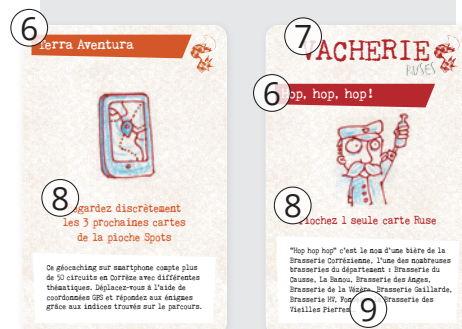 6
Terra Aventura
8
Regardez discrètement
les 3 prochaines cartes
de la pioche Spots
Ce géocaching sur smartphone compte plus
de 50 circuits en Corrèze avec différentes
thématiques. Déplacez-vous à l'aide de
coordonnées GPS et répondez aux énigmes
grâce aux indices trouvés sur le parcours.
7
VACHERIE
RUSES
6
Hop, hop, hop!
8
Piochez 1 seule carte Ruse
"Hop hop hop" c'est le nom d'une bière de la
Brasserie Corrézienne, l'une des nombreuses
brasseries du département : Brasserie du
Causse, La Banou, Brasserie des Anges,
Brasserie de la Vézère, Brasserie Gaillarde,
Brasserie HV, Brasserie des
Vieilles Pierres
9